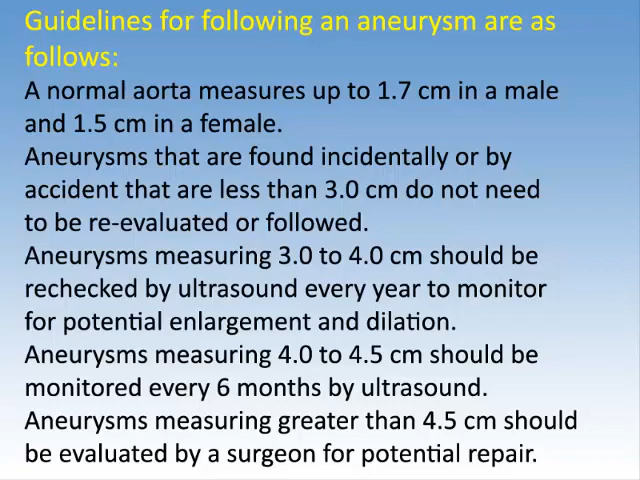 Guidelines for following an aneurysm are as
follows:
A normal aorta measures up to 1.7 cm in a male
and 1.5 cm in a female.
Aneurysms that are found incidentally or by
accident that are less than 3.0 cm do not need
to be re-evaluated or followed.
Aneurysms measuring 3.0 to 4.0 cm should be
rechecked by ultrasound every year to monitor
for potential enlargement and dilation.
Aneurysms measuring 4.0 to 4.5 cm should be
monitored every 6 months by ultrasound.
Aneurysms measuring greater than 4.5 cm should
be evaluated by a surgeon for potential repair.